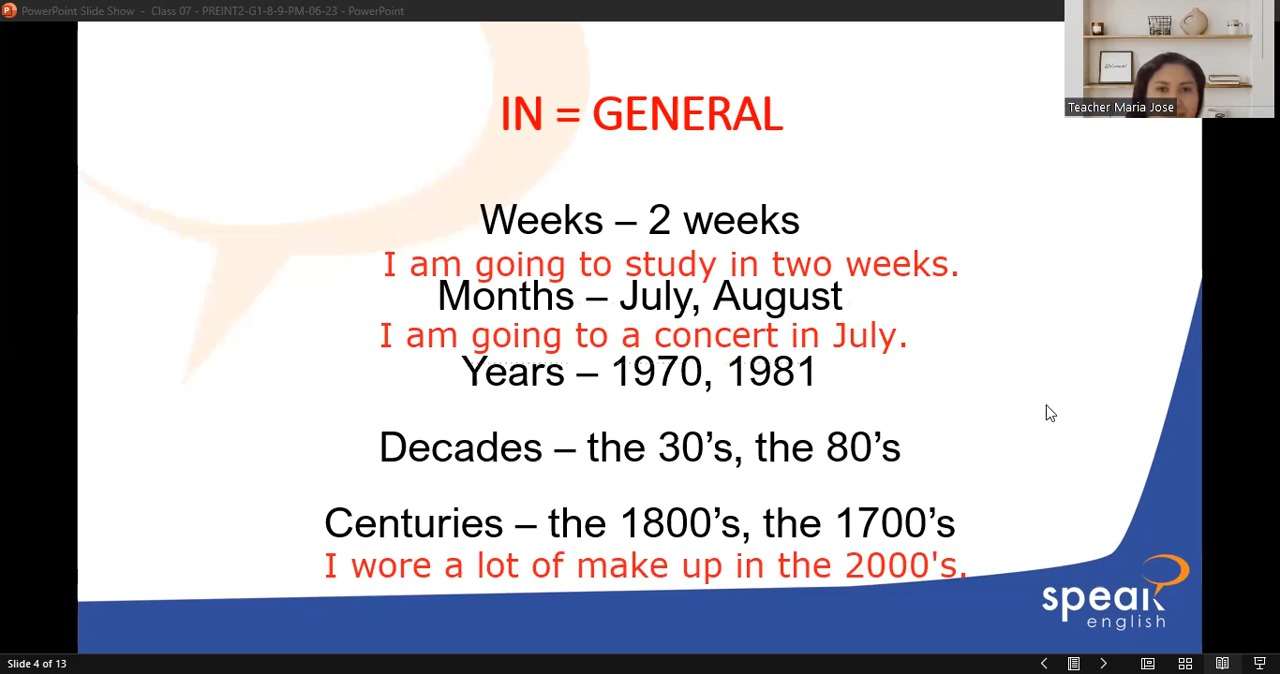 PowerPoint Slide Show - Class 07 - PREINT2-G1-8-9-PM-06-23 - PowerPoint
Teacher Maria Jose
IN = GENERAL
Weeks – 2 weeks
I am going to study in two weeks.
Months – July, August
I am going to a concert in July.
Years – 1970, 1981
Decades – the 30’s, the 80’s
Centuries – the 1800’s, the 1700’s
I wore a lot of make up in the 2000's.
speak
english
Slide 4 of 13